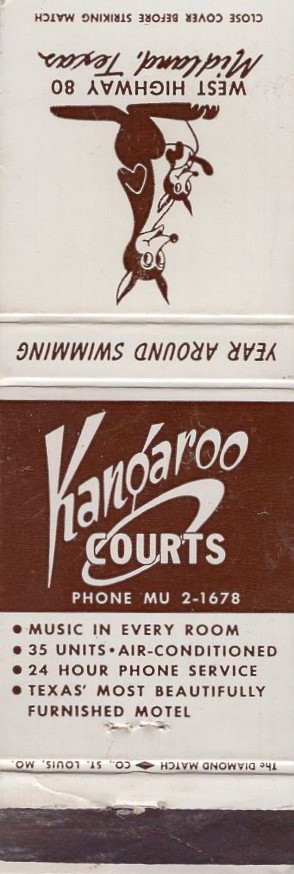 CLOSE COVER BEFORE STRIKING MATCH
Midland, Texas
WEST HIGHWAY 80
YEAR AROUND SWIMMING
Kangaroo
COURTS
PHONE MU 2-1678
• MUSIC IN EVERY ROOM
• 35 UNITS • AIR-CONDITIONED
• 24 HOUR PHONE SERVICE
• TEXAS' MOST BEAUTIFULLY
FURNISHED MOTEL
The DIAMOND MATCH CO., ST. LOUIS, MO.